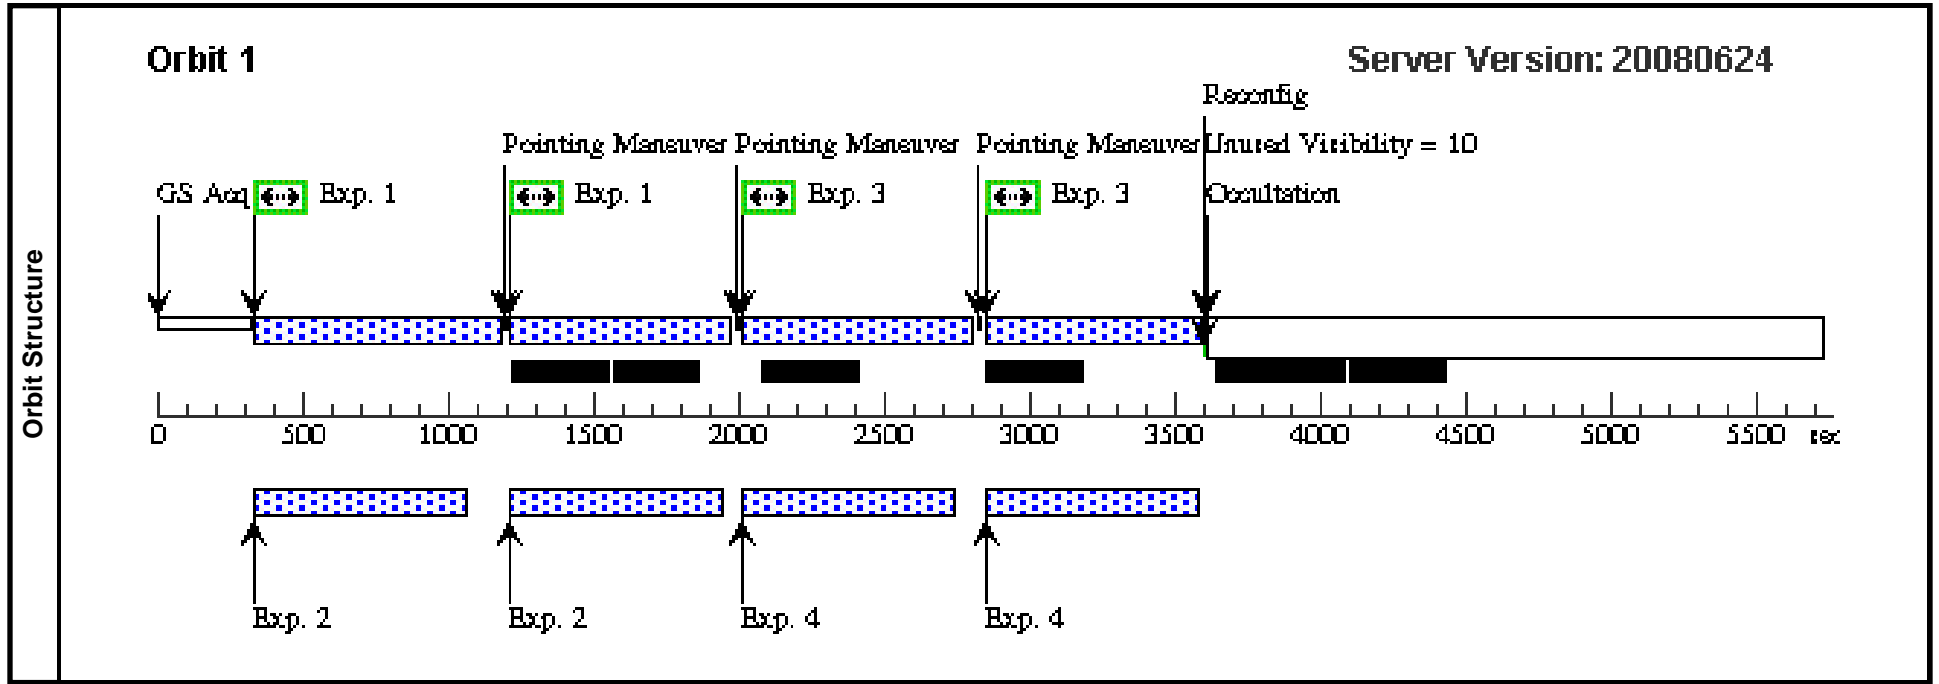 Orbit 1
Server Version: 20080624
Reconfig
Pointing Maneuver Pointing Maneuver Pointing Maneuver Unused Visibility = 10
GS Acq Exp. 1 Exp. 1 Exp. 3 Exp. 3 Occultation
Orbit Structure
0 500 1000 1500 2000 2500 3000 3500 4000 4500 5000 5500 sec
Exp. 2 Exp. 2 Exp. 4 Exp. 4